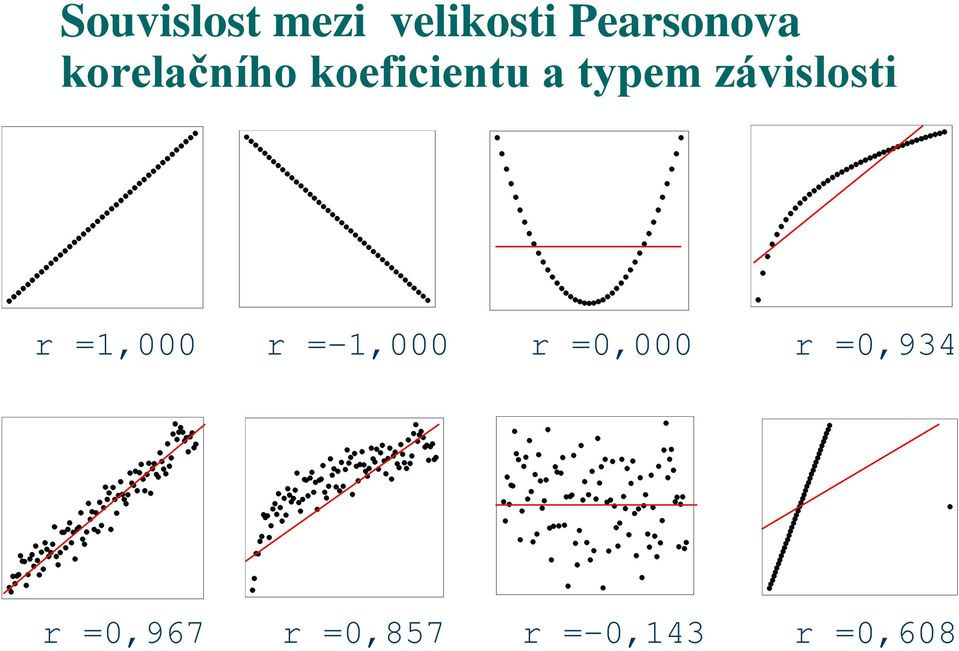 Souvislost mezi velikosti Pearsonova
korelačního koeficientu a typem závislosti
r =1,000 r =-1,000 r =0,000 r =0,934
r =0,967 r =0,857 r =-0,143 r =0,608